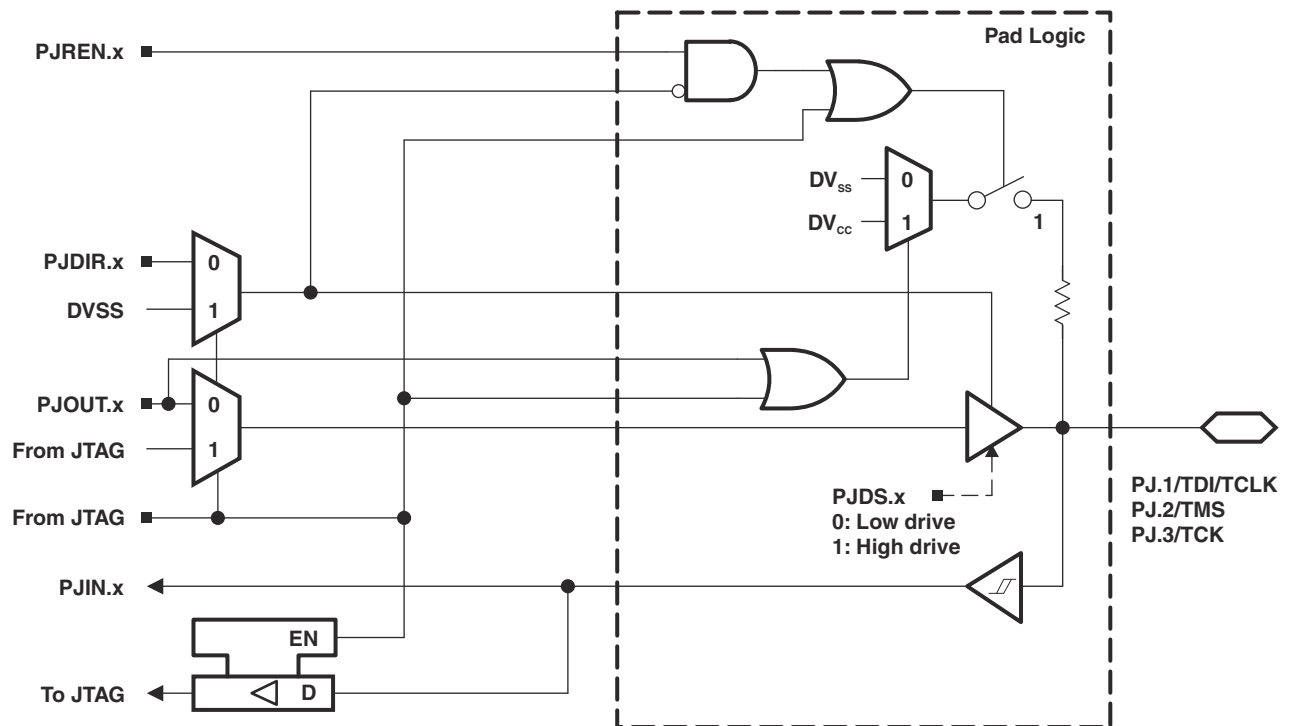 Pad Logic
PJREN.x
DVss
0
DVcc
1
1
PJDIR.x
0
DVSS
1
PJOUT.x
0
From JTAG
1
From JTAG
PJDS.x
0: Low drive
1: High drive
PJ.1/TDI/TCLK
PJ.2/TMS
PJ.3/TCK
PJIN.x
EN
To JTAG
D